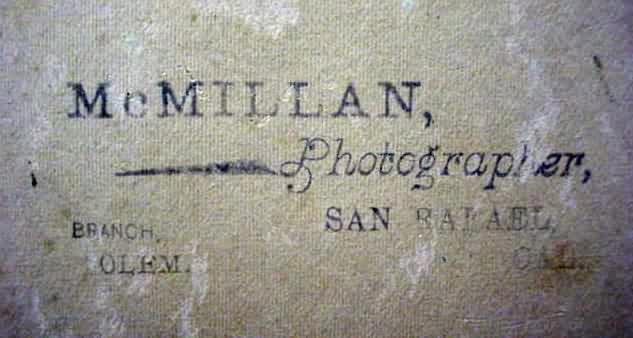 McMILLAN,
Photographer,
SAN RAFAEL,
CAL.
BRANCH,
OLEM.